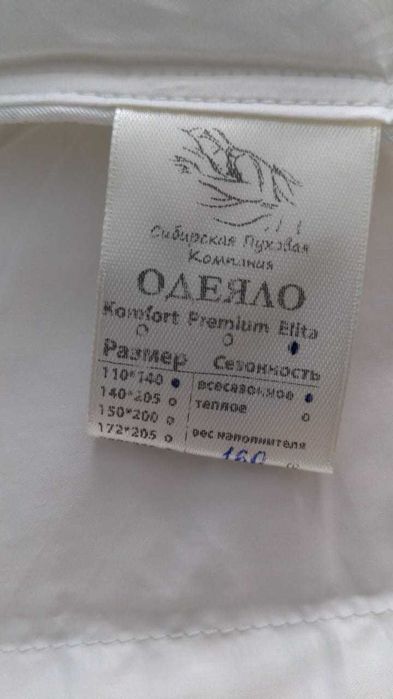 Сибирская Пуховая
Компания
ОДЕЯЛО
Komfort Premium Elita
Размер Сезонность
110*140 всесезонное
140*205 теплое
150*200
172*205 вес наполнителя
160